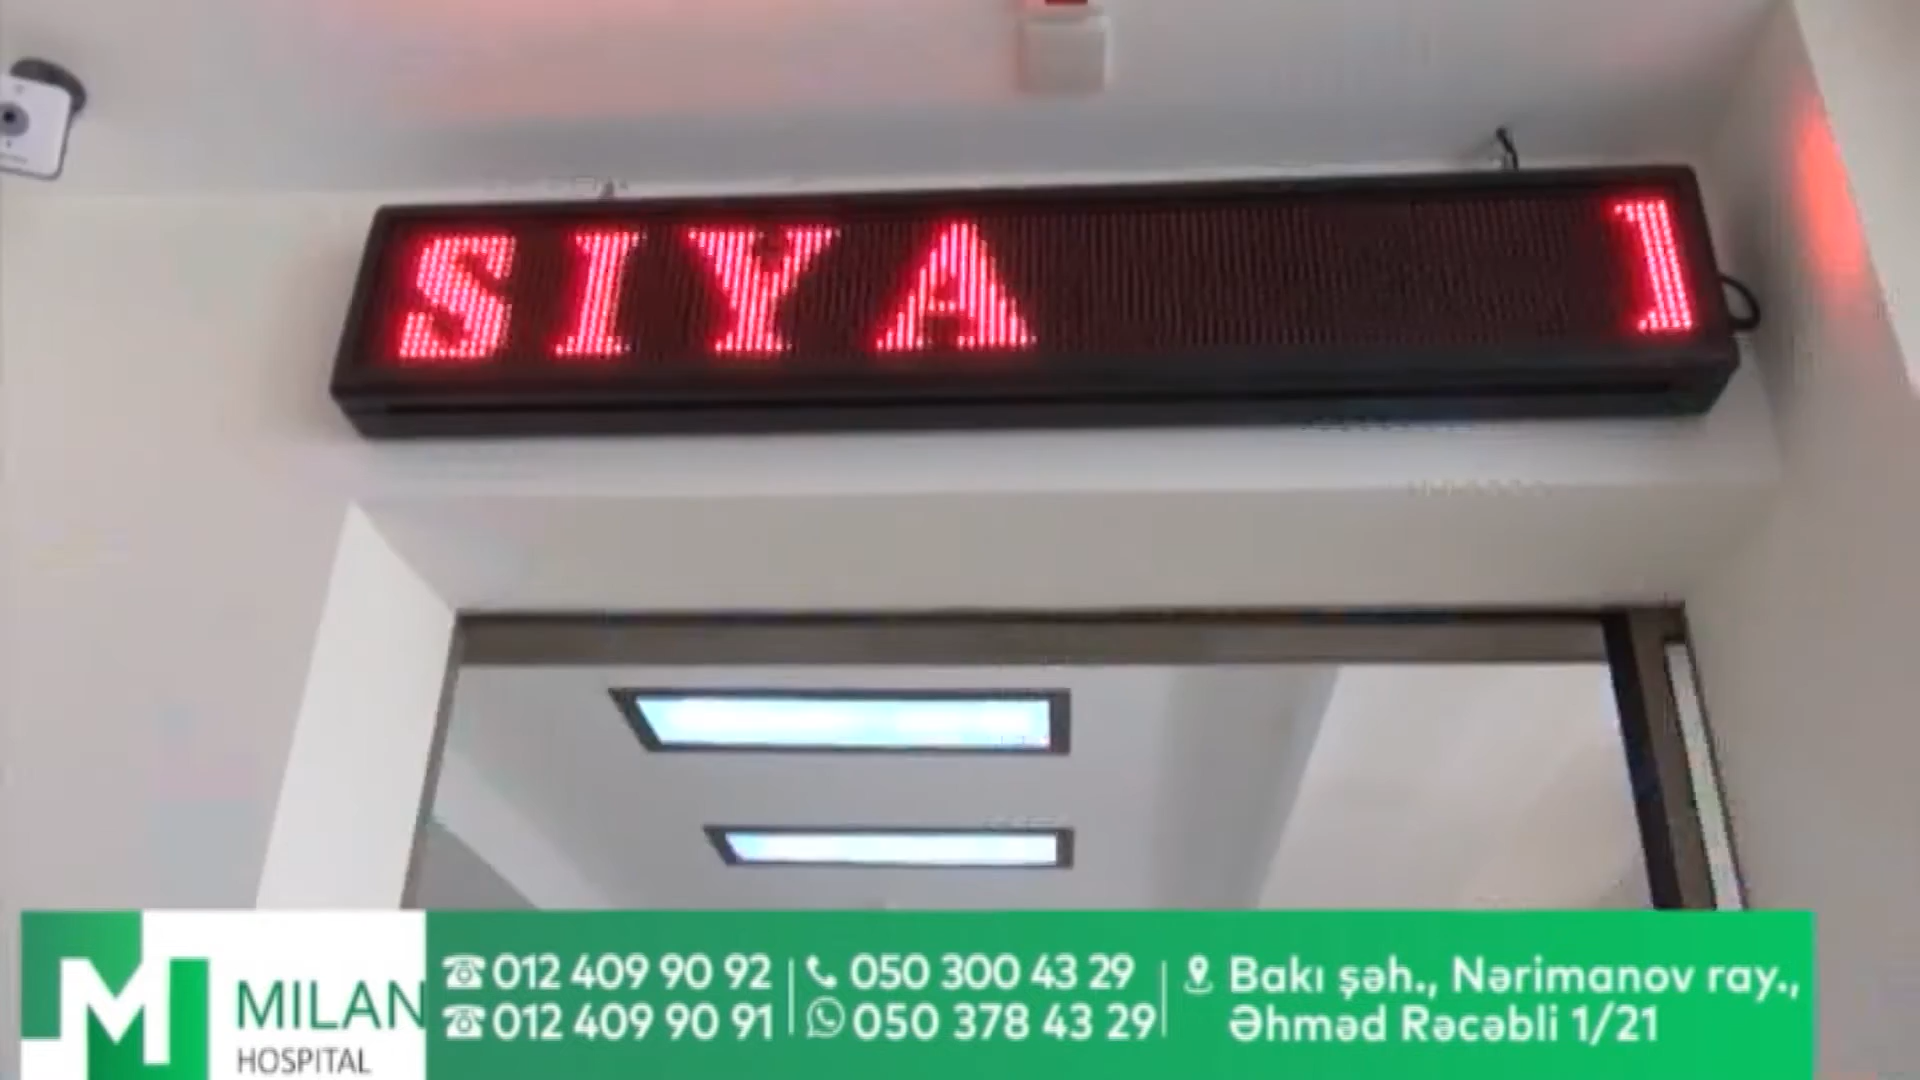 SIYA 1
MILAN
HOSPITAL
012 409 90 92
012 409 90 91
050 300 43 29
050 378 43 29
Bakı şəh., Nərimanov ray.,
Əhməd Rəcəbli 1/21